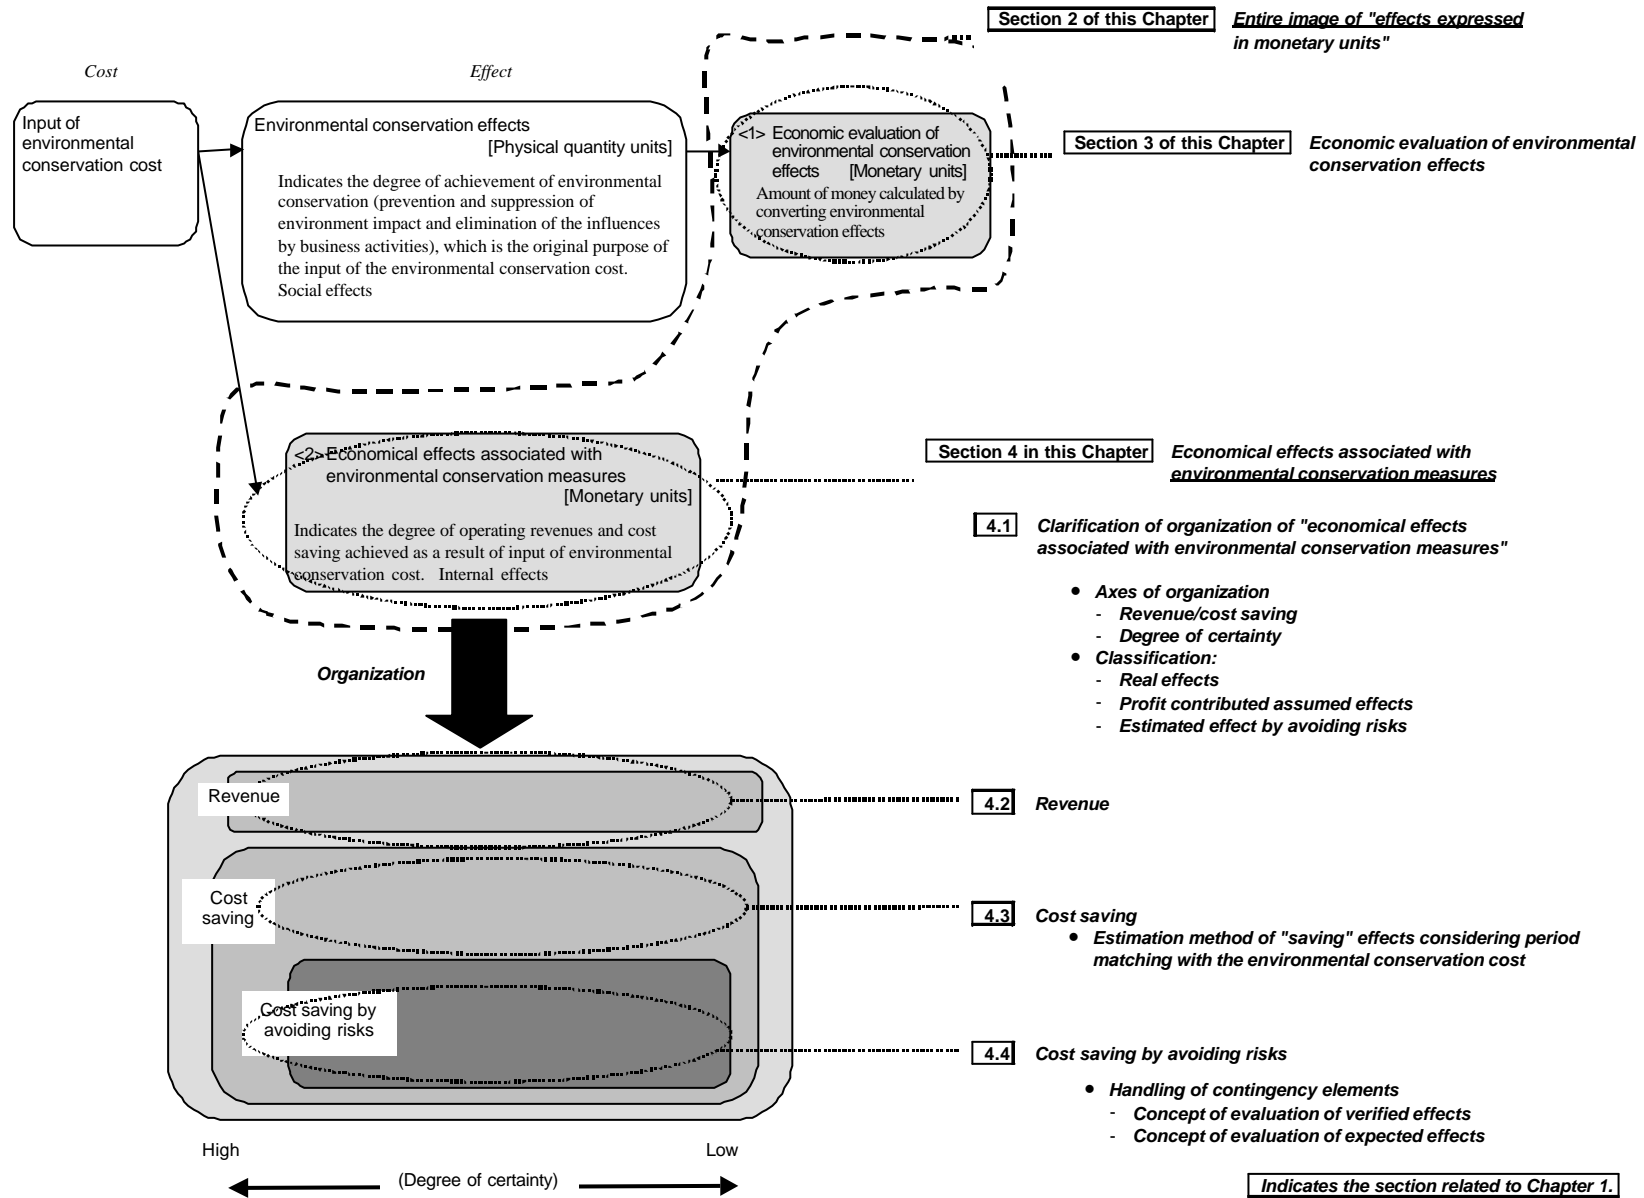 Section 2 of this Chapter
Entire image of "effects expressed
in monetary units"
Cost
Effect
Input of
environmental
conservation cost
Environmental conservation effects
[Physical quantity units]
Indicates the degree of achievement of environmental
conservation (prevention and suppression of
environment impact and elimination of the influences
by business activities), which is the original purpose of
the input of the environmental conservation cost.
Social effects
<1> Economic evaluation of
environmental conservation
effects [Monetary units]
Amount of money calculated by
converting environmental
conservation effects
Section 3 of this Chapter
Economic evaluation of environmental
conservation effects
<2>Economical effects associated with
environmental conservation measures
[Monetary units]
Indicates the degree of operating revenues and cost
saving achieved as a result of input of environmental
conservation cost. Internal effects
Section 4 in this Chapter
Economical effects associated with
environmental conservation measures
4.1 Clarification of organization of "economical effects
associated with environmental conservation measures"
• Axes of organization
- Revenue/cost saving
- Degree of certainty
• Classification:
- Real effects
- Profit contributed assumed effects
- Estimated effect by avoiding risks
Organization
Revenue
4.2 Revenue
Cost
saving
4.3 Cost saving
• Estimation method of "saving" effects considering period
matching with the environmental conservation cost
Cost saving by
avoiding risks
4.4 Cost saving by avoiding risks
• Handling of contingency elements
- Concept of evaluation of verified effects
- Concept of evaluation of expected effects
High
Low
(Degree of certainty)
Indicates the section related to Chapter 1.